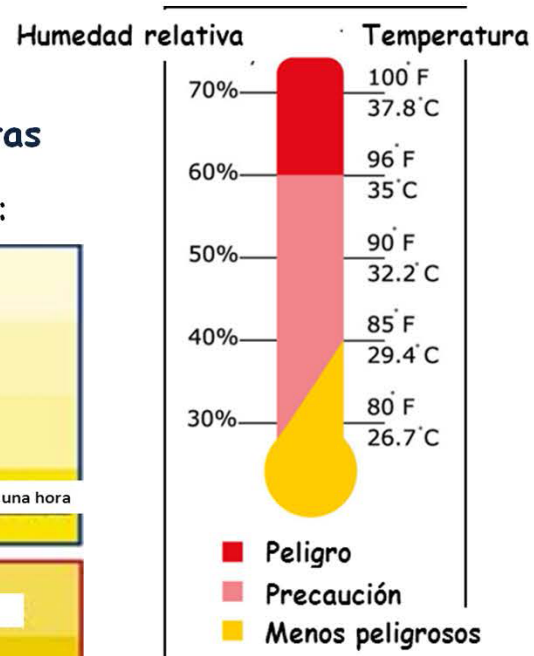 Humedad relativa
Temperatura
70%
100°F
37.8°C
60%
96°F
35°C
50%
90°F
32.2°C
40%
85°F
29.4°C
30%
80°F
26.7°C
Peligro
Precaución
Menos peligrosos
ras
:
una hora